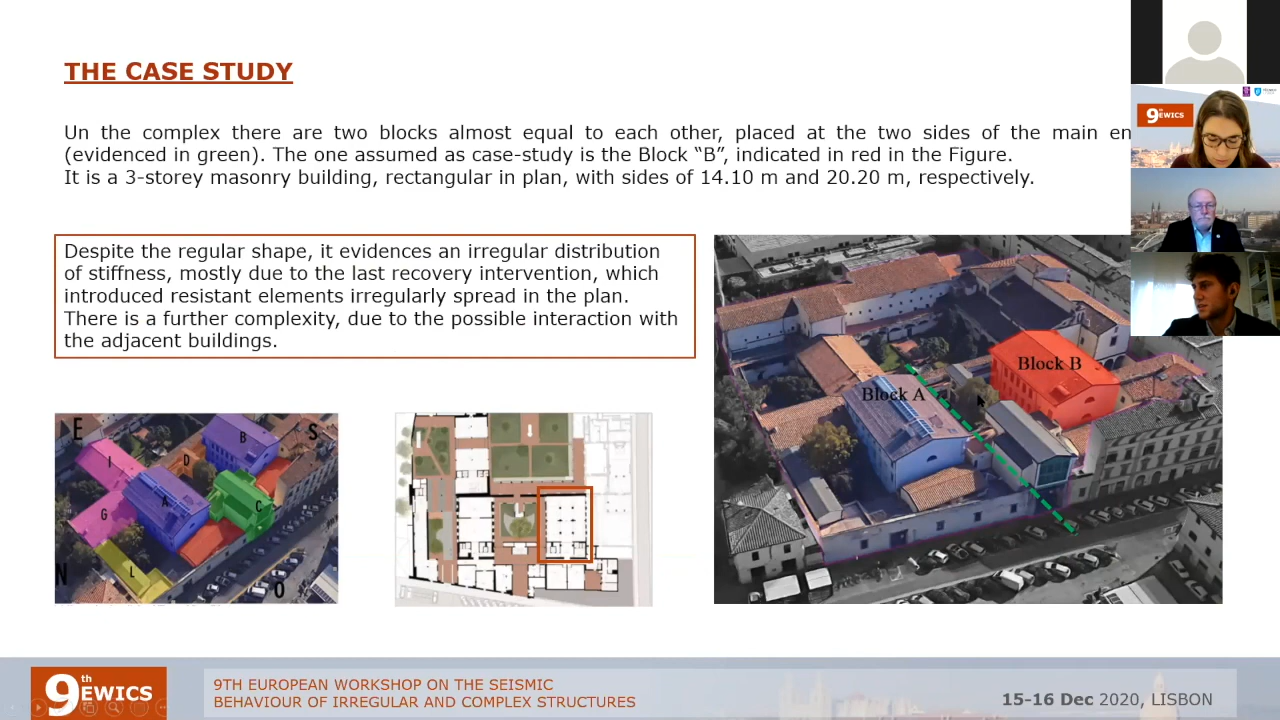 THE CASE STUDY
Un the complex there are two blocks almost equal to each other, placed at the two sides of the main en
(evidenced in green). The one assumed as case-study is the Block “B”, indicated in red in the Figure.
It is a 3-storey masonry building, rectangular in plan, with sides of 14.10 m and 20.20 m, respectively.
Despite the regular shape, it evidences an irregular distribution
of stiffness, mostly due to the last recovery intervention, which
introduced resistant elements irregularly spread in the plan.
There is a further complexity, due to the possible interaction with
the adjacent buildings.
Block B
Block A
E
S
B
I
D
A
C
G
L
N
O
9th EWICS
9th EWICS
9TH EUROPEAN WORKSHOP ON THE SEISMIC
BEHAVIOUR OF IRREGULAR AND COMPLEX STRUCTURES
15-16 Dec 2020, LISBON